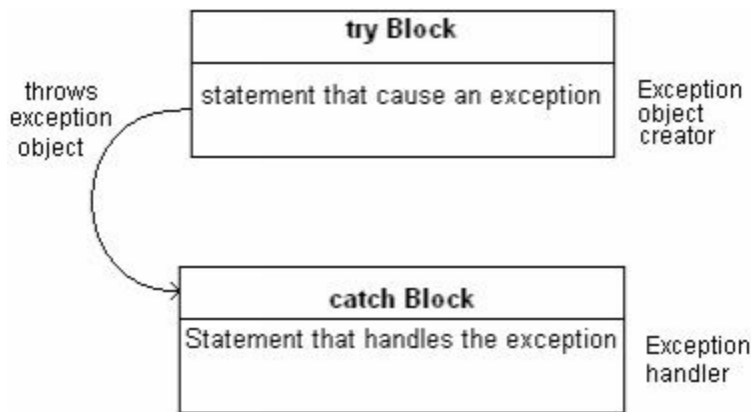 try Block
throws
exception
object
statement that cause an exception
Exception
object
creator
catch Block
Statement that handles the exception
Exception
handler